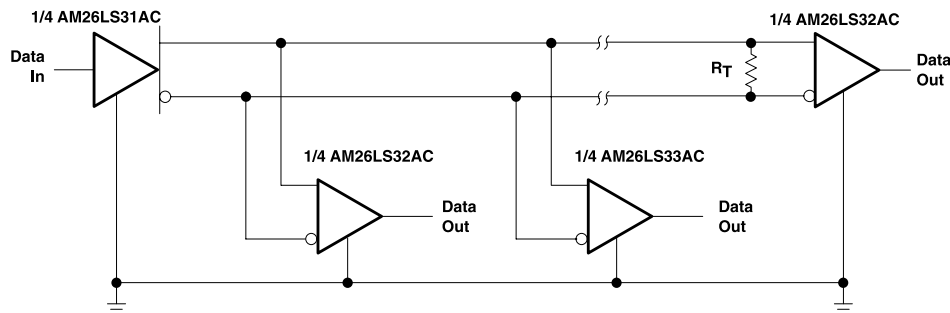 1/4 AM26LS31AC
1/4 AM26LS32AC
Data
In
RT
Data
Out
1/4 AM26LS32AC
1/4 AM26LS33AC
Data
Out
Data
Out